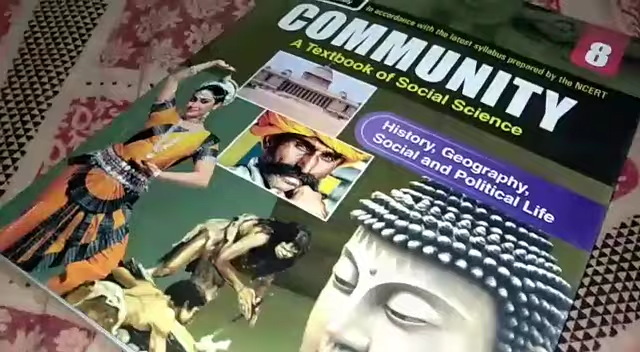 In accordance with the latest syllabus prepared by the NCERT
8
COMMUNITY
A Textbook of Social Science
History, Geography,
Social and Political Life